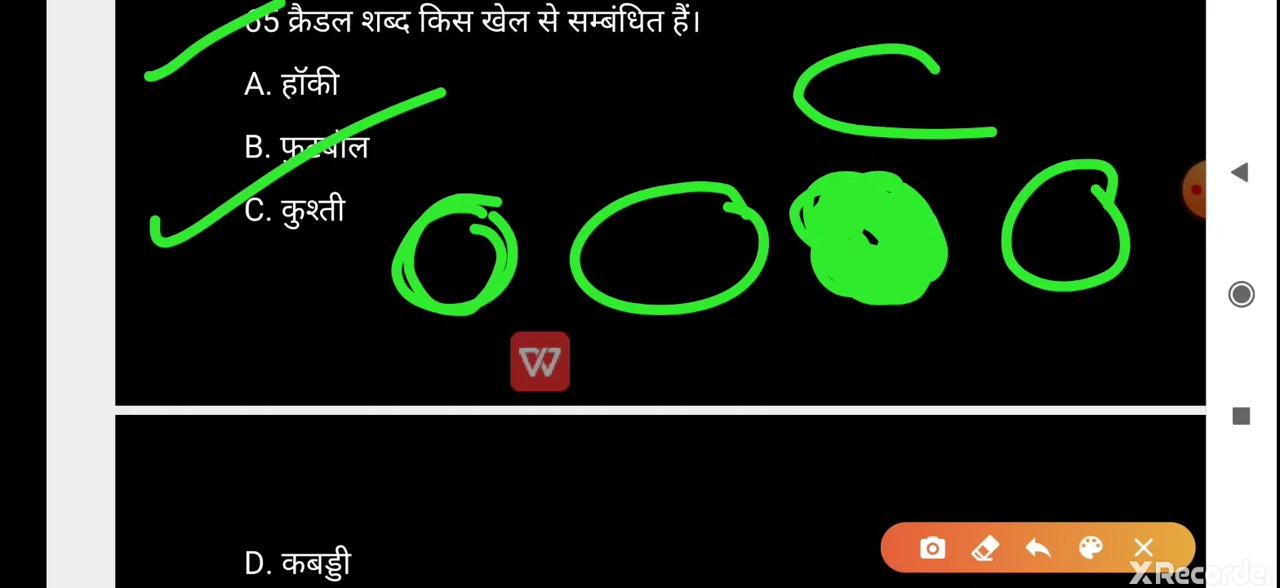 65 क्रैडल शब्द किस खेल से सम्बंधित हैं।
A. हॉकी
B. फुटबॉल
C. कुश्ती
D. कबड्डी
XRecorder